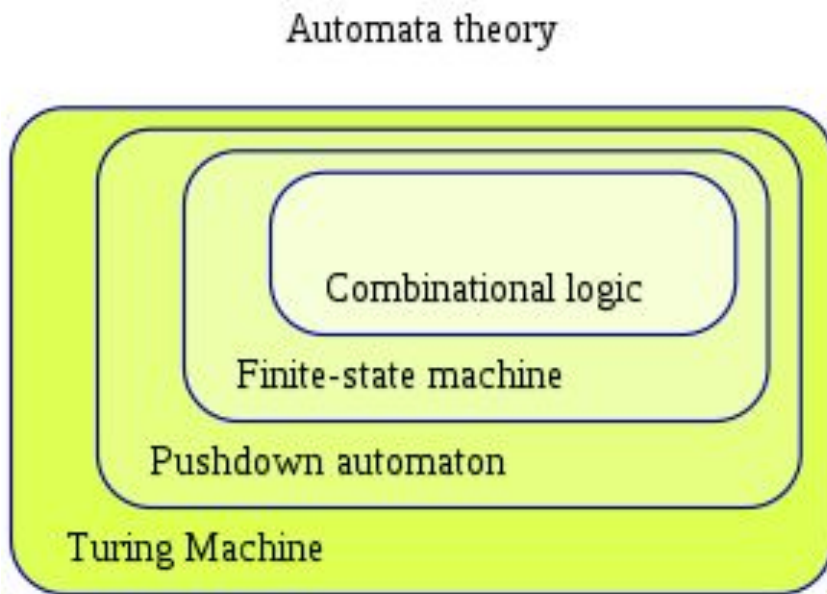 Automata theory
Combinational logic
Finite-state machine
Pushdown automaton
Turing Machine